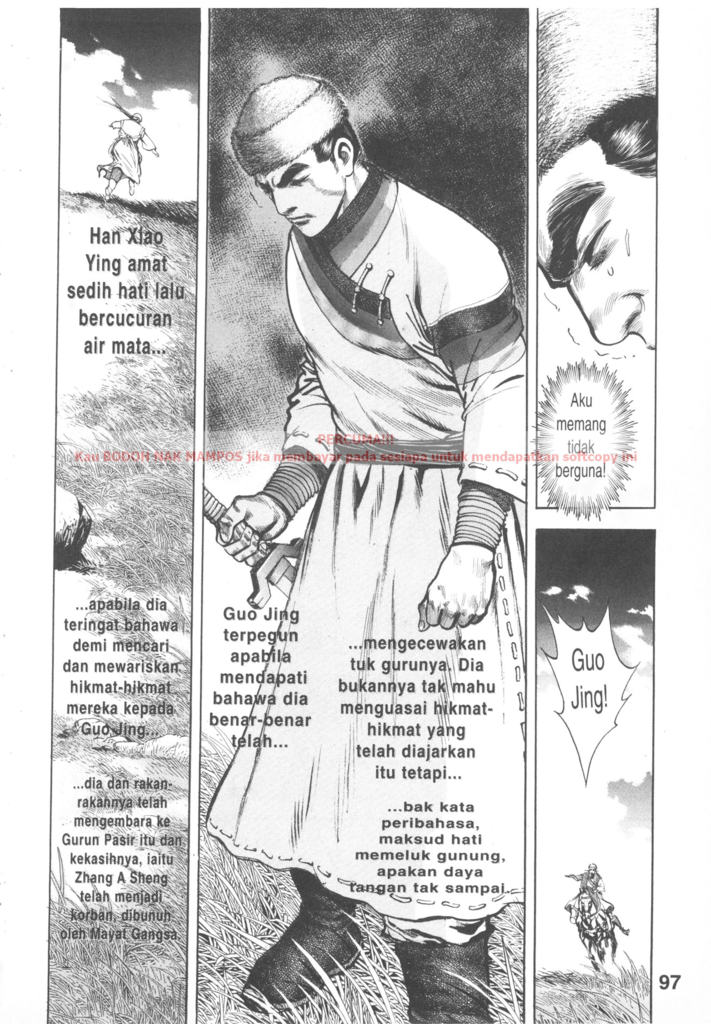 Han Xiao
Ying amat
sedih hati lalu
bercucuran
air mata...
...apabila dia
teringat bahawa
demi mencari
dan mewariskan
hikmat-hikmat
mereka kepada
Guo Jing...
...dia dan rakan-
rakahnya telah
mengembara ke
Gurun Pasir itu dan
kekasihnya, iaitu
Zhang A Sheng
telah menjadi
korban, dibunuh
oleh Mayat Gangsa.
Guo Jing
terpegun
apabila
mendapati
bahawa dia
benar-benar
telah...
...mengecewakan
tuk gurunya. Dia
bukannya tak mahu
menguasai hikmat-
hikmat yang
telah diajarkan
itu tetapi...
...bak kata
peribahasa,
maksud hati
memeluk gunung,
apakan daya
tangan tak sampai.
Aku
memang
tidak
berguna!
Guo
Jing!
PERCUMA!!!
Kau BODOH NAK MAMPOS jika membayar pada sesiapa untuk mendapatkan softcopy ini
97